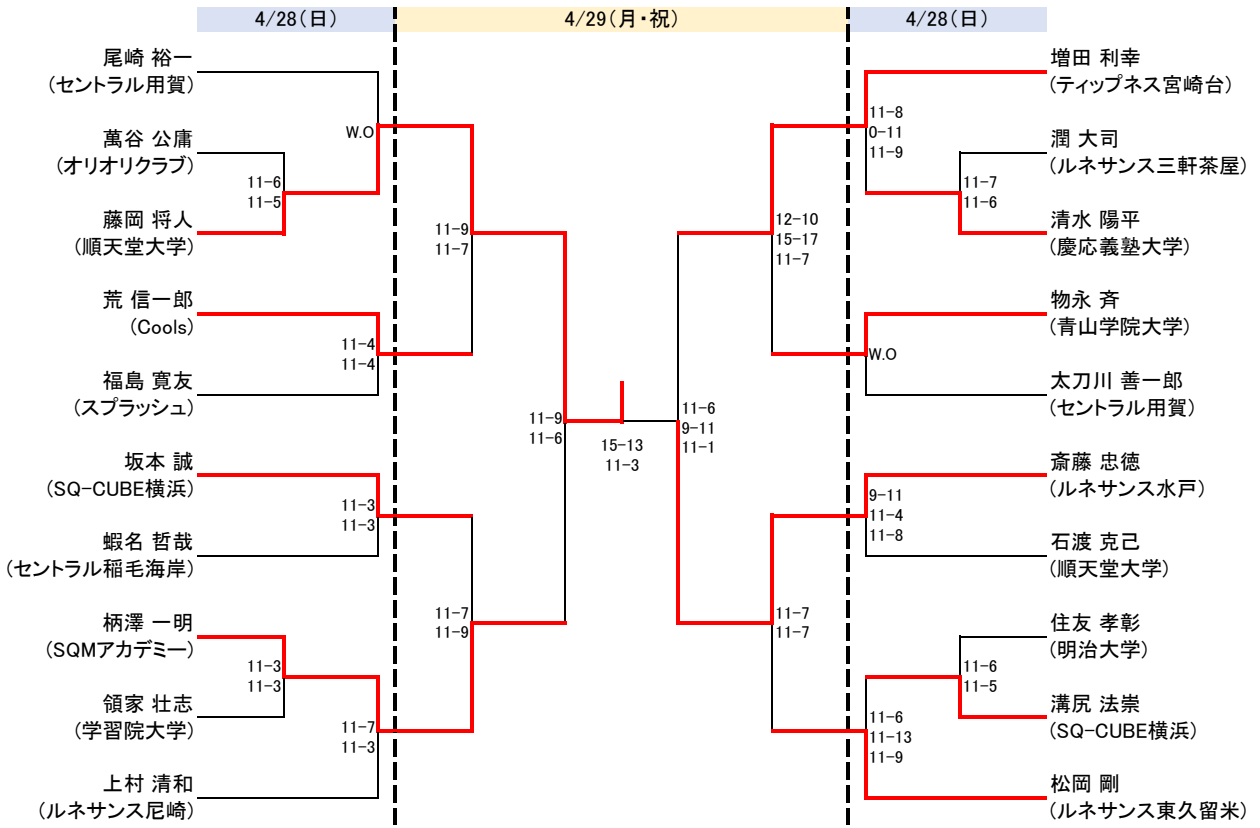 4/28(日)
4/29(月・祝)
4/28(日)
尾崎 裕一
(セントラル用賀)
萬谷 公庸
(オリオリクラブ)
藤岡 将人
(順天堂大学)
荒 信一郎
(Cools)
福島 寛友
(スプラッシュ)
坂本 誠
(SQ-CUBE横浜)
蝦名 哲哉
(セントラル稲毛海岸)
柄澤 一明
(SQMアカデミー)
領家 壮志
(学習院大学)
上村 清和
(ルネサンス尼崎)
W.O
11-6
11-5
11-4
11-4
11-3
11-3
11-3
11-3
11-7
11-3
11-9
11-7
11-7
11-9
11-9
11-6
15-13
11-3
11-6
9-11
11-1
12-10
15-17
11-7
11-7
11-7
11-8
0-11
11-9
11-7
11-6
W.O
9-11
11-4
11-8
11-6
11-5
11-6
11-13
11-9
増田 利幸
(ティップネス宮崎台)
潤 大司
(ルネサンス三軒茶屋)
清水 陽平
(慶応義塾大学)
物永 斉
(青山学院大学)
太刀川 善一郎
(セントラル用賀)
斎藤 忠徳
(ルネサンス水戸)
石渡 克己
(順天堂大学)
住友 孝彰
(明治大学)
溝尻 法崇
(SQ-CUBE横浜)
松岡 剛
(ルネサンス東久留米)